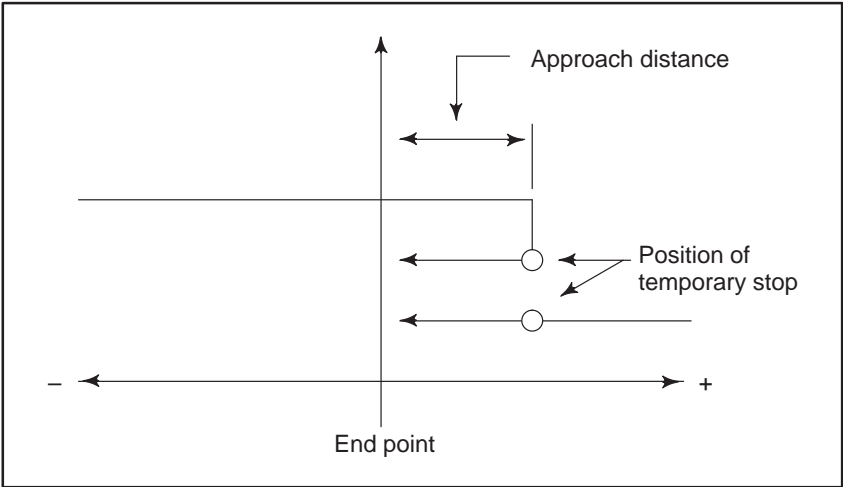 Approach distance
Position of
temporary stop
– +
End point